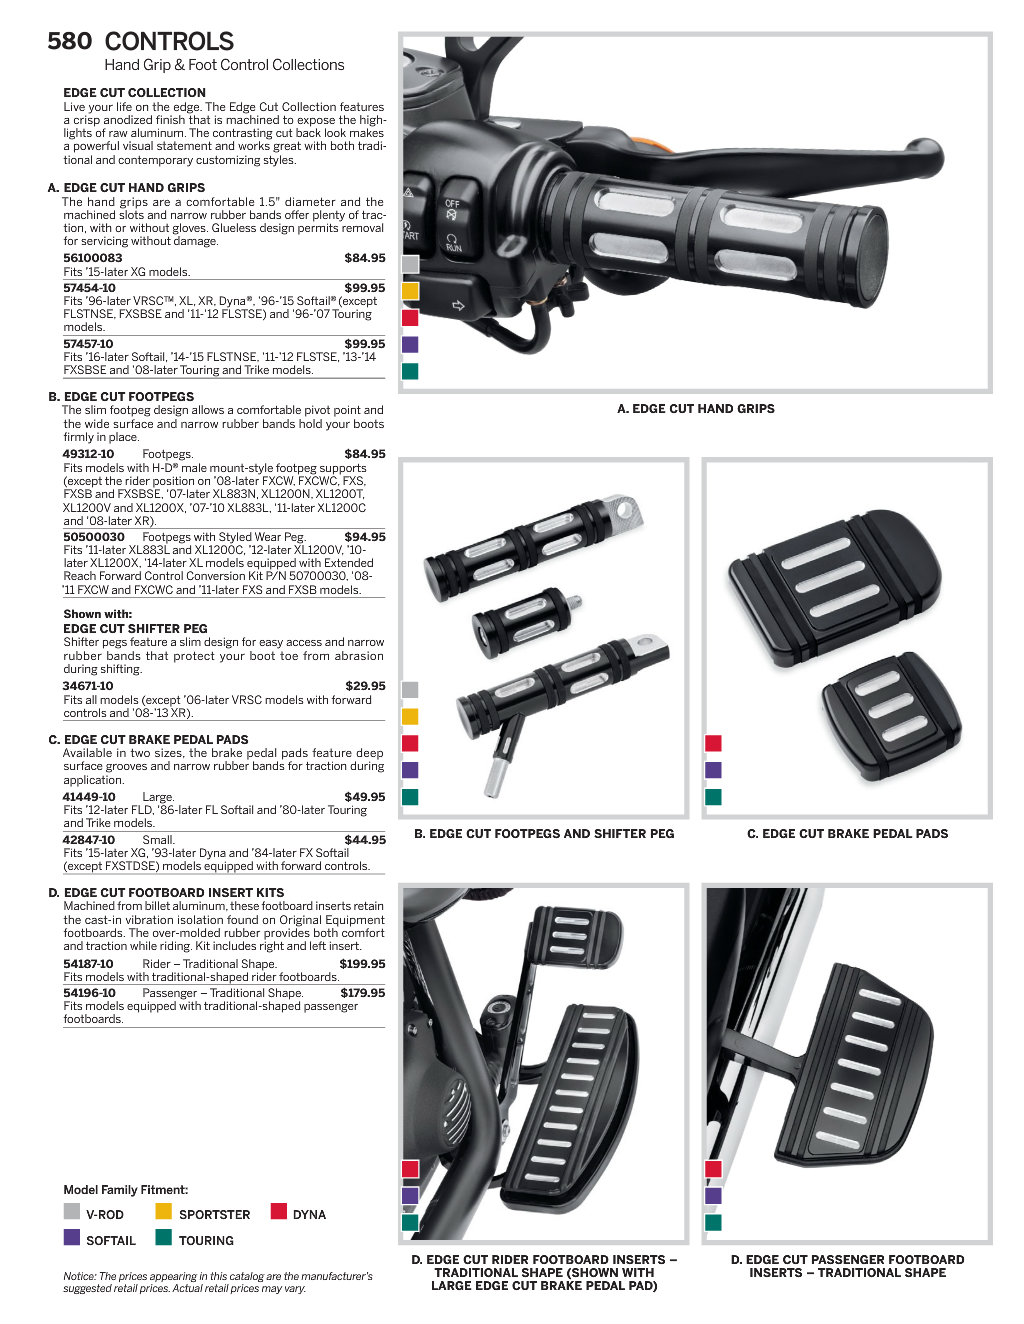 580 CONTROLS
Hand Grip & Foot Control Collections
EDGE CUT COLLECTION
Live your life on the edge. The Edge Cut Collection features
a crisp anodized finish that is machined to expose the high-
lights of raw aluminum. The contrasting cut back look makes
a powerful visual statement and works great with both tradi-
tional and contemporary customizing styles.
A. EDGE CUT HAND GRIPS
The hand grips are a comfortable 1.5" diameter and the
machined slots and narrow rubber bands offer plenty of trac-
tion, with or without gloves. Glueless design permits removal
for servicing without damage.
56100083 $84.95
Fits '15-later XG models.
57454-10 $99.95
Fits '96-later VRSC™, XL, XR, Dyna®, '96-'15 Softail® (except
FLSTNSE, FXSBSE and '11-'12 FLSTSE) and '96-'07 Touring
models.
57457-10 $99.95
Fits '16-later Softail, '14-'15 FLSTNSE, '11-'12 FLSTSE, '13-'14
FXSBSE and '08-later Touring and Trike models.
B. EDGE CUT FOOTPEGS
The slim footpeg design allows a comfortable pivot point and
the wide surface and narrow rubber bands hold your boots
firmly in place.
49312-10 Footpegs. $84.95
Fits models with H-D® male mount-style footpeg supports
(except the rider position on '08-later FXCW, FXCWC, FXS,
FXSB and FXSBSE, '07-later XL883N, XL1200N, XL1200T,
XL1200V and XL1200X, '07-'10 XL883L, '11-later XL1200C
and '08-later XR).
50500030 Footpegs with Styled Wear Peg. $94.95
Fits '11-later XL883L and XL1200C, '12-later XL1200V, '10-
later XL1200X, '14-later XL models equipped with Extended
Reach Forward Control Conversion Kit P/N 50700030, '08-
'11 FXCW and FXCWC and '11-later FXS and FXSB models.
Shown with:
EDGE CUT SHIFTER PEG
Shifter pegs feature a slim design for easy access and narrow
rubber bands that protect your boot toe from abrasion
during shifting.
34671-10 $29.95
Fits all models (except '06-later VRSC models with forward
controls and '08-'13 XR).
C. EDGE CUT BRAKE PEDAL PADS
Available in two sizes, the brake pedal pads feature deep
surface grooves and narrow rubber bands for traction during
application.
41449-10 Large. $49.95
Fits '12-later FLD, '86-later FL Softail and '80-later Touring
and Trike models.
42847-10 Small. $44.95
Fits '15-later XG, '93-later Dyna and '84-later FX Softail
(except FXSTDSE) models equipped with forward controls.
D. EDGE CUT FOOTBOARD INSERT KITS
Machined from billet aluminum, these footboard inserts retain
the cast-in vibration isolation found on Original Equipment
footboards. The over-molded rubber provides both comfort
and traction while riding. Kit includes right and left insert.
54187-10 Rider – Traditional Shape. $199.95
Fits models with traditional-shaped rider footboards.
54196-10 Passenger – Traditional Shape. $179.95
Fits models equipped with traditional-shaped passenger
footboards.
Model Family Fitment:
V-ROD SPORTSTER DYNA
SOFTAIL TOURING
Notice: The prices appearing in this catalog are the manufacturer's
suggested retail prices. Actual retail prices may vary.
OFF
RUN
A. EDGE CUT HAND GRIPS
B. EDGE CUT FOOTPEGS AND SHIFTER PEG
C. EDGE CUT BRAKE PEDAL PADS
D. EDGE CUT RIDER FOOTBOARD INSERTS –
TRADITIONAL SHAPE (SHOWN WITH
LARGE EDGE CUT BRAKE PEDAL PAD)
D. EDGE CUT PASSENGER FOOTBOARD
INSERTS – TRADITIONAL SHAPE